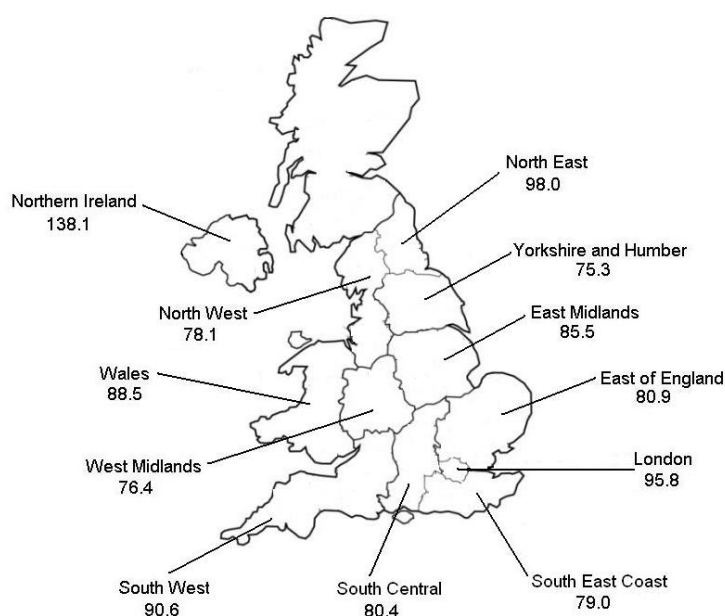 North East
98.0
Northern Ireland
138.1
Yorkshire and Humber
75.3
North West
78.1
East Midlands
85.5
Wales
88.5
East of England
80.9
West Midlands
76.4
London
95.8
South West
90.6
South Central
80.4
South East Coast
79.0